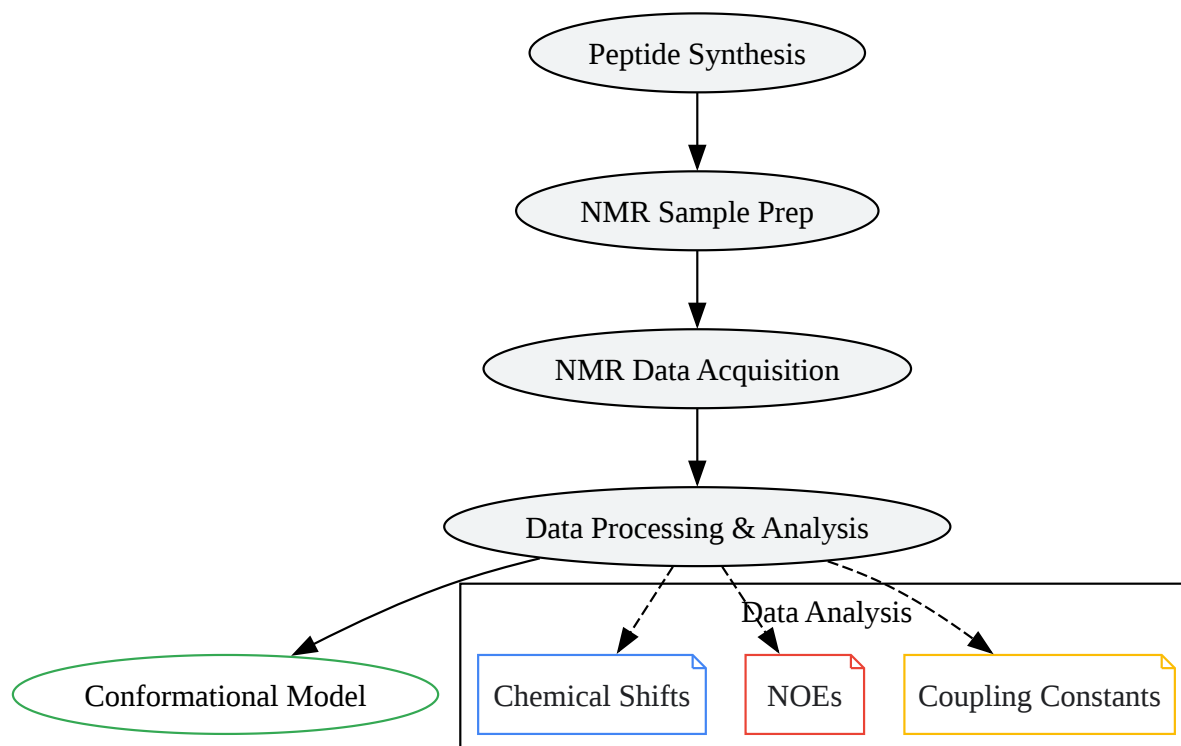 Peptide Synthesis
NMR Sample Prep
NMR Data Acquisition
Data Processing & Analysis
Data Analysis
Conformational Model
Chemical Shifts
NOEs
Coupling Constants